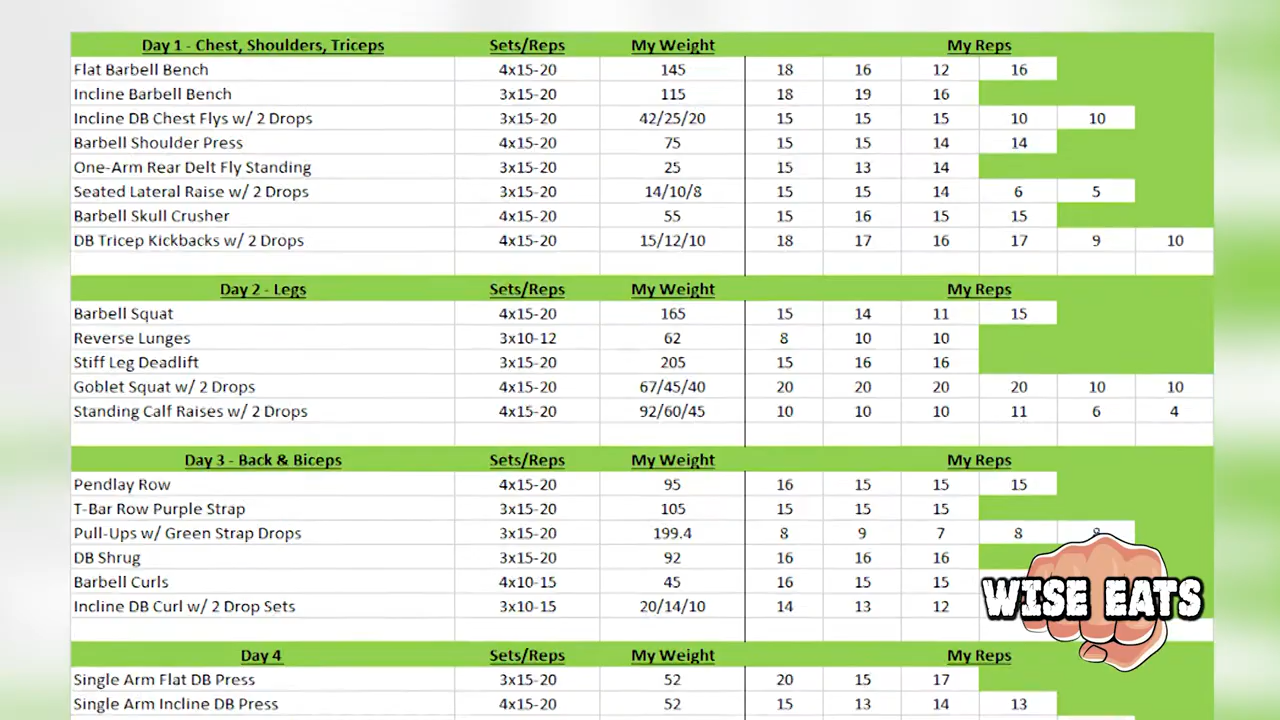 Day 1 - Chest, Shoulders, Triceps Sets/Reps My Weight My Reps
Flat Barbell Bench 4x15-20 145 18 16 12 16
Incline Barbell Bench 3x15-20 115 18 19 16
Incline DB Chest Flys w/ 2 Drops 3x15-20 42/25/20 15 15 15 10 10
Barbell Shoulder Press 4x15-20 75 15 15 14 14
One-Arm Rear Delt Fly Standing 3x15-20 25 15 13 14
Seated Lateral Raise w/ 2 Drops 3x15-20 14/10/8 15 15 14 6 5
Barbell Skull Crusher 4x15-20 55 15 16 15 15
DB Tricep Kickbacks w/ 2 Drops 4x15-20 15/12/10 18 17 16 17 9 10
Day 2 - Legs Sets/Reps My Weight My Reps
Barbell Squat 4x15-20 165 15 14 11 15
Reverse Lunges 3x10-12 62 8 10 10
Stiff Leg Deadlift 3x15-20 205 15 16 16
Goblet Squat w/ 2 Drops 4x15-20 67/45/40 20 20 20 20 10 10
Standing Calf Raises w/ 2 Drops 4x15-20 92/60/45 10 10 10 11 6 4
Day 3 - Back & Biceps Sets/Reps My Weight My Reps
Pendlay Row 4x15-20 95 16 15 15 15
T-Bar Row Purple Strap 3x15-20 105 15 15 15
Pull-Ups w/ Green Strap Drops 3x15-20 199.4 8 9 7 8
DB Shrug 3x15-20 92 16 16 16
Barbell Curls 4x10-15 45 16 15 15
Incline DB Curl w/ 2 Drop Sets 3x10-15 20/14/10 14 13 12
WISE EATS
Day 4 Sets/Reps My Weight My Reps
Single Arm Flat DB Press 3x15-20 52 20 15 17
Single Arm Incline DB Press 4x15-20 52 15 13 14 13